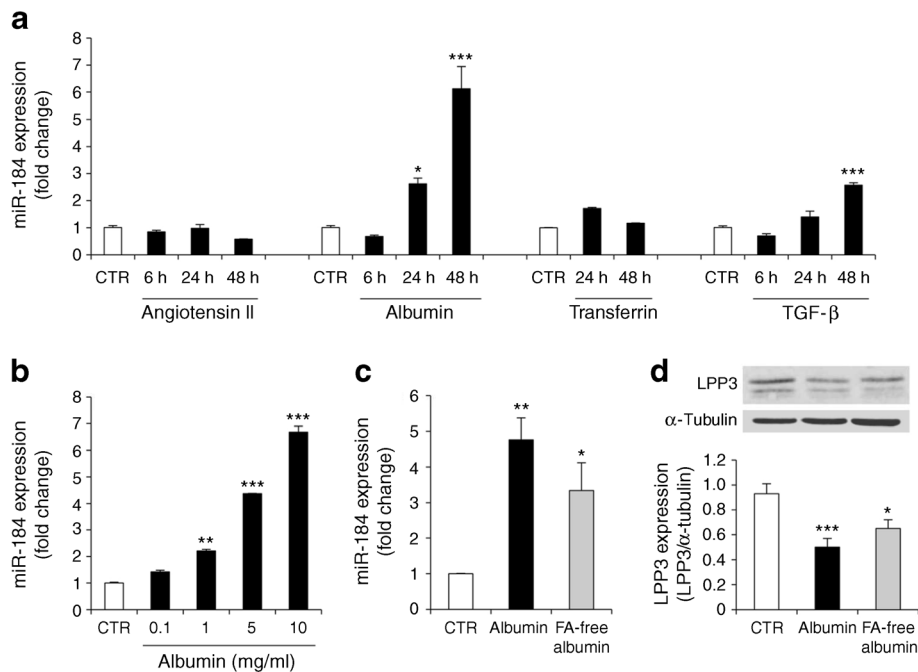 a
miR-184 expression
(fold change)
8
7
6
5
4
3
2
1
0
* *** ***
CTR 6 h 24 h 48 h CTR 6 h 24 h 48 h CTR 24 h 48 h CTR 6 h 24 h 48 h
Angiotensin II Albumin Transferrin TGF-β
b
miR-184 expression
(fold change)
8
7
6
5
4
3
2
1
0
** *** ***
CTR 0.1 1 5 10
Albumin (mg/ml)
c
miR-184 expression
(fold change)
6
5
4
3
2
1
0
** *
CTR Albumin FA-free
albumin
d
LPP3
α-Tubulin
LPP3 expression
(LPP3/α-tubulin)
1.2
1.0
0.8
0.6
0.4
0.2
0.0
*** *
CTR Albumin FA-free
albumin